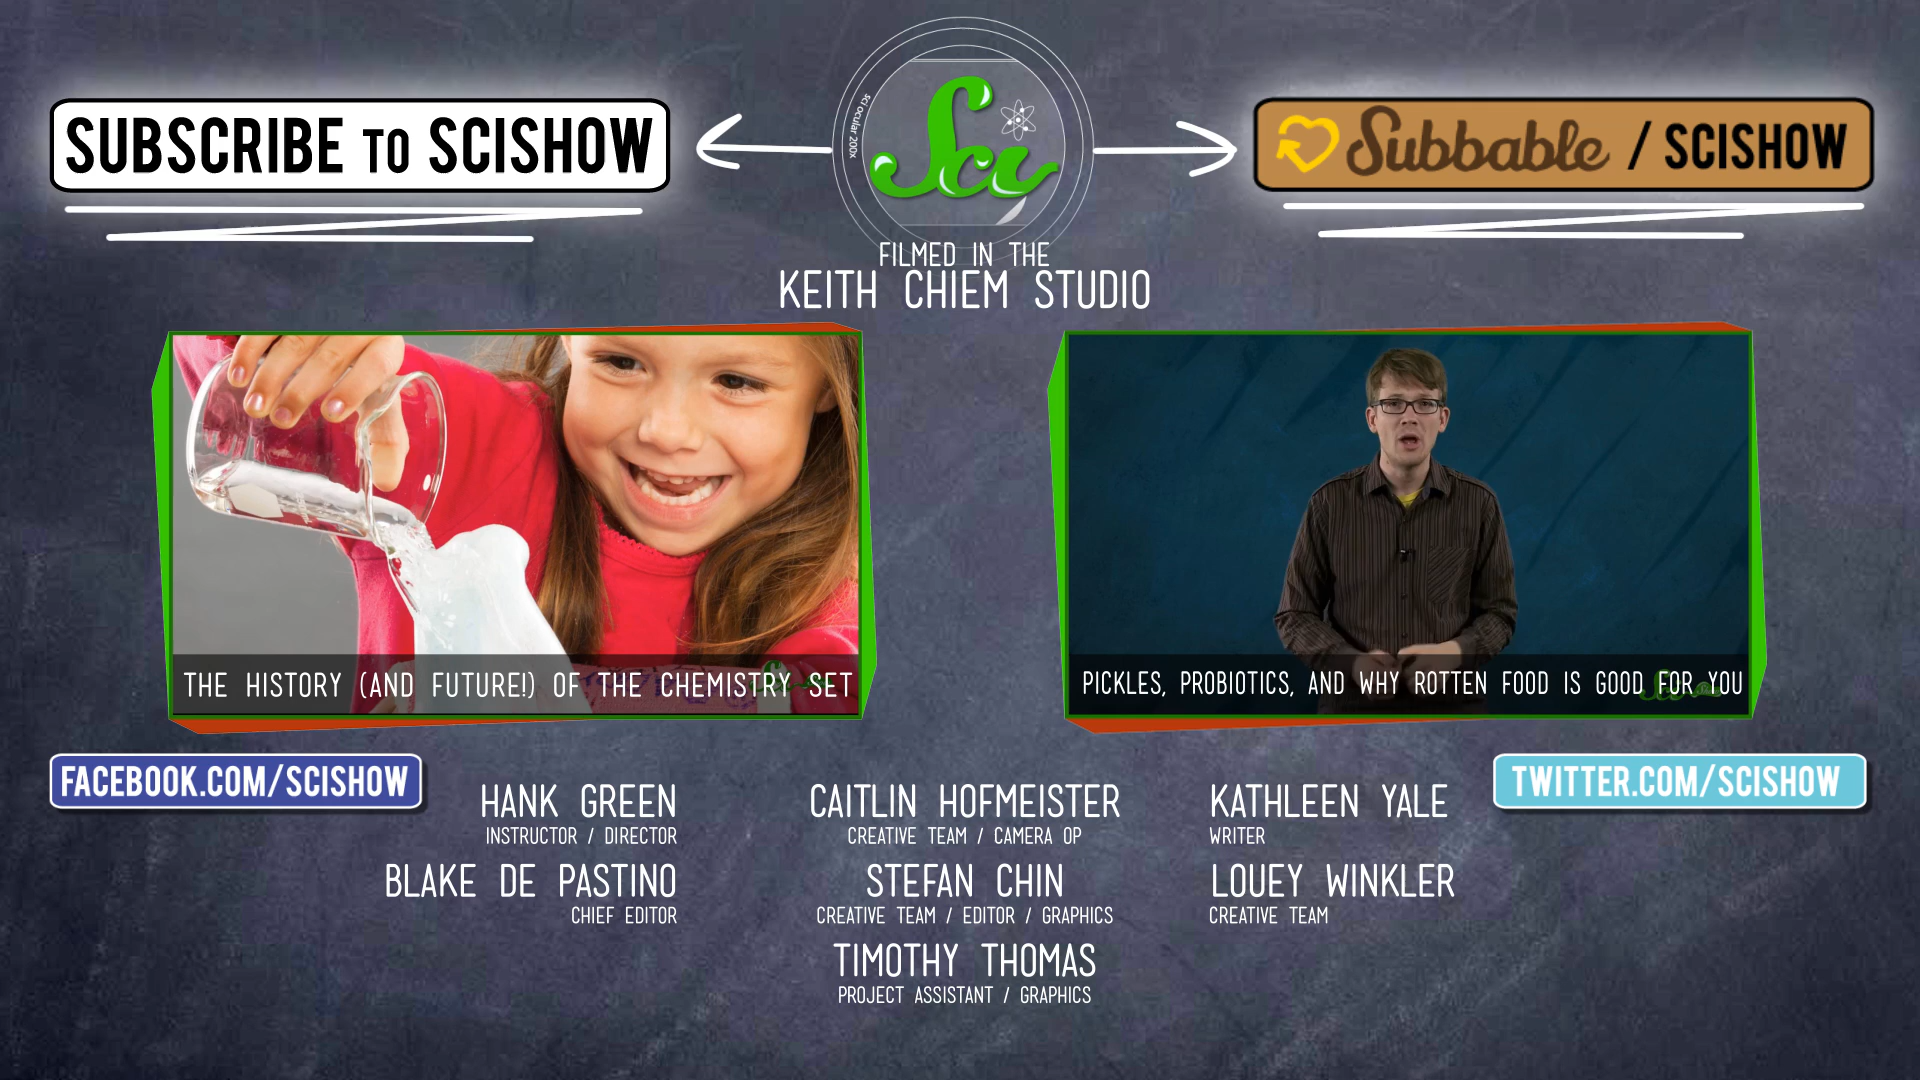 SUBSCRIBE TO SCISHOW
sci ocular 200x
Sci
Subbable / SCISHOW
FILMED IN THE
KEITH CHIEM STUDIO
THE HISTORY (AND FUTURE!) OF THE CHEMISTRY SET
PICKLES, PROBIOTICS, AND WHY ROTTEN FOOD IS GOOD FOR YOU
FACEBOOK.COM/SCISHOW
TWITTER.COM/SCISHOW
HANK GREEN
INSTRUCTOR / DIRECTOR
BLAKE DE PASTINO
CHIEF EDITOR
CAITLIN HOFMEISTER
CREATIVE TEAM / CAMERA OP
STEFAN CHIN
CREATIVE TEAM / EDITOR / GRAPHICS
TIMOTHY THOMAS
PROJECT ASSISTANT / GRAPHICS
KATHLEEN YALE
WRITER
LOUEY WINKLER
CREATIVE TEAM